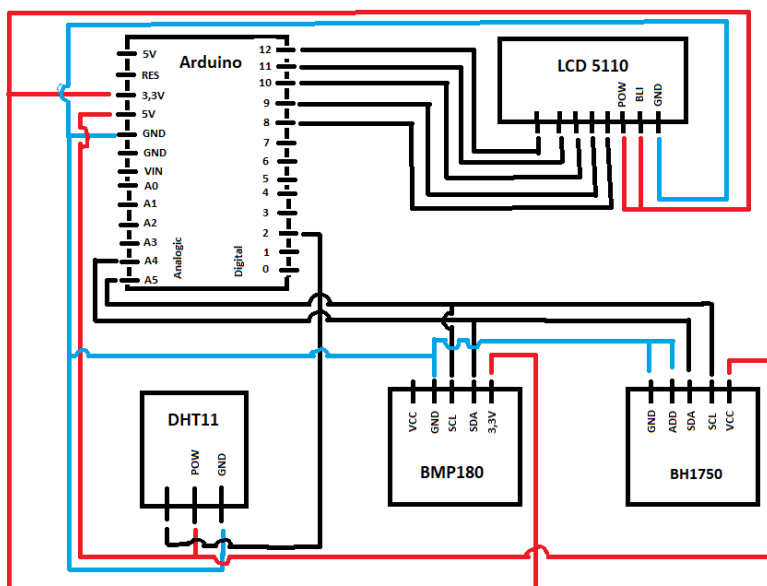 Arduino
5V
RES
3,3V
5V
GND
GND
VIN
A0
A1
A2
A3
A4
A5
Analogic
Digital
12
11
10
9
8
7
6
5
4
3
2
1
0
LCD 5110
POW
BLI
GND
DHT11
POW
GND
VCC
GND
SCL
SDA
3,3V
BMP180
GND
ADD
SDA
SCL
VCC
BH1750